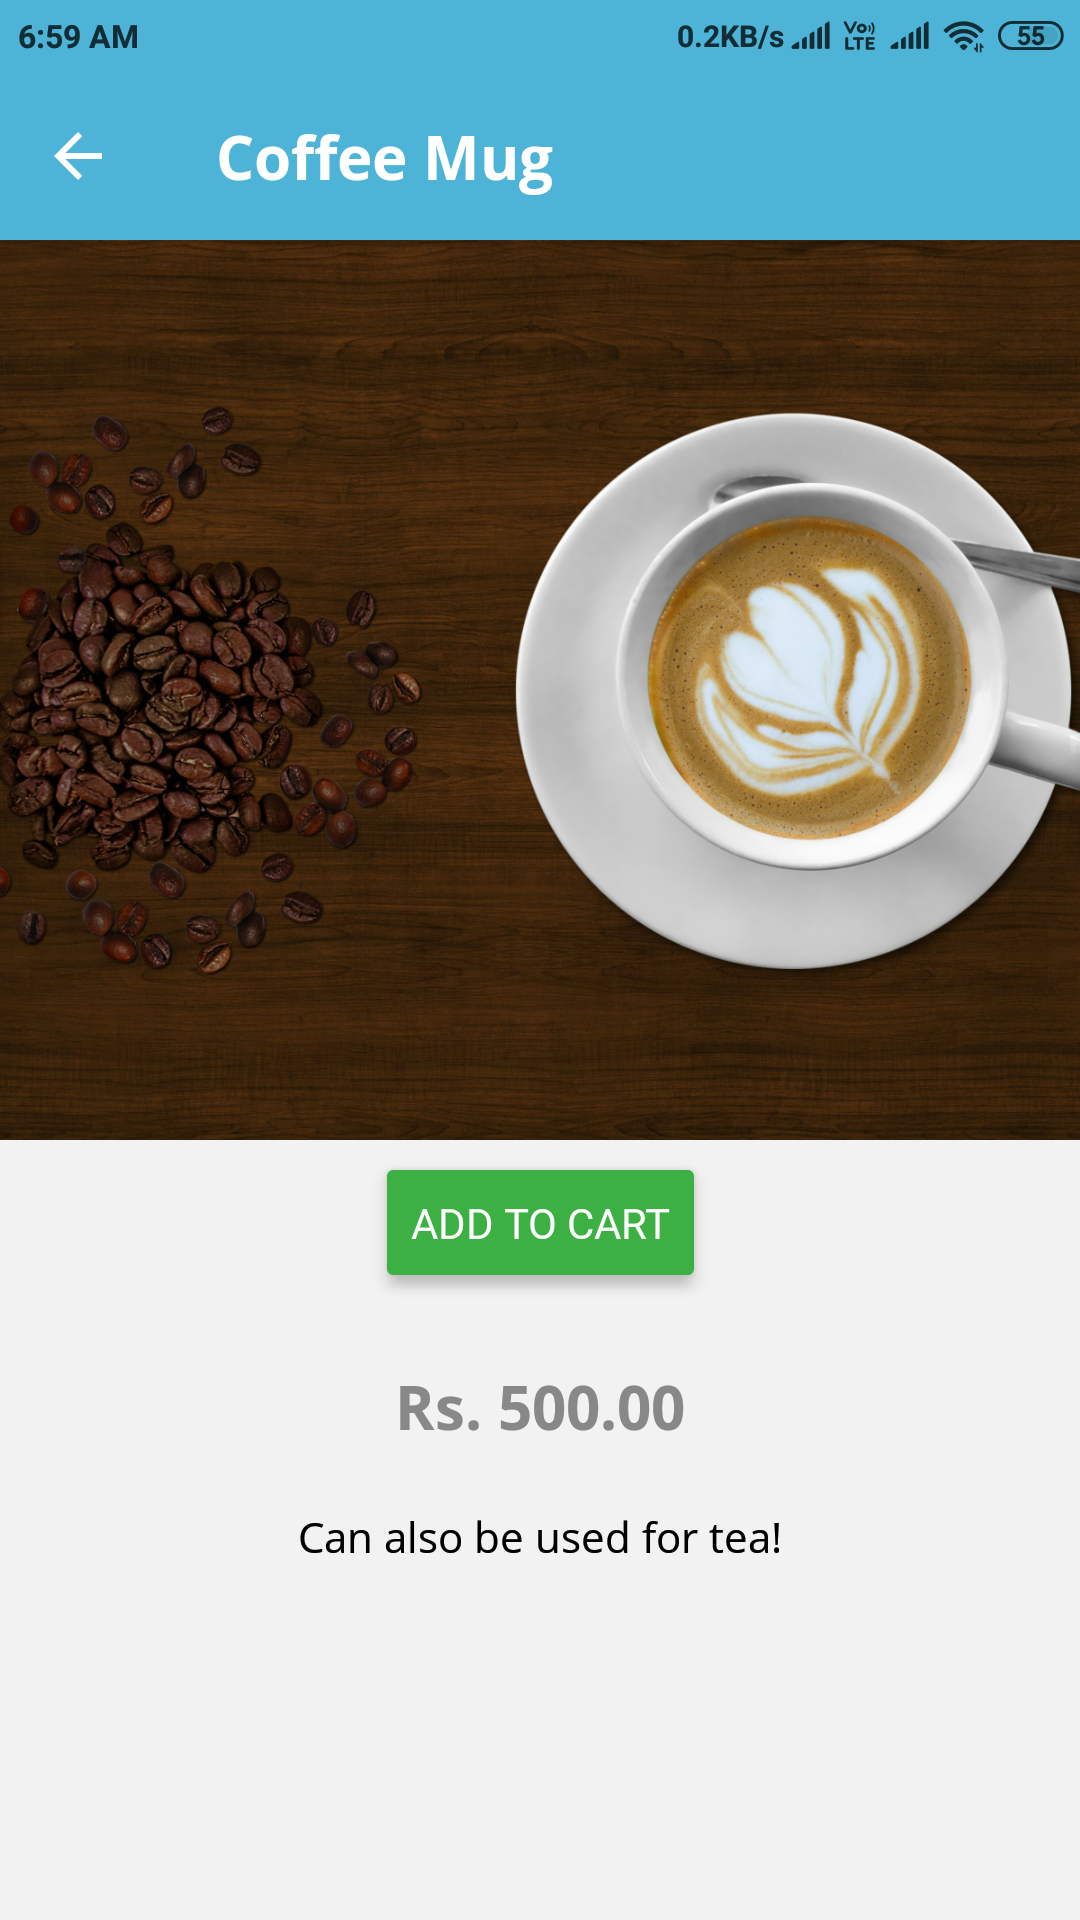 6:59 AM 0.2KB/s Vo)) LTE 55
Coffee Mug
ADD TO CART
Rs. 500.00
Can also be used for tea!